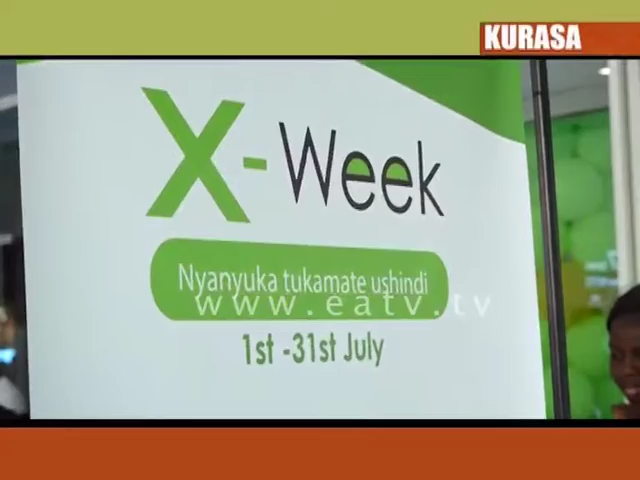 KURASA
X-Week
Nyanyuka tukamate ushindi
www.eatv.tv
1st -31st July